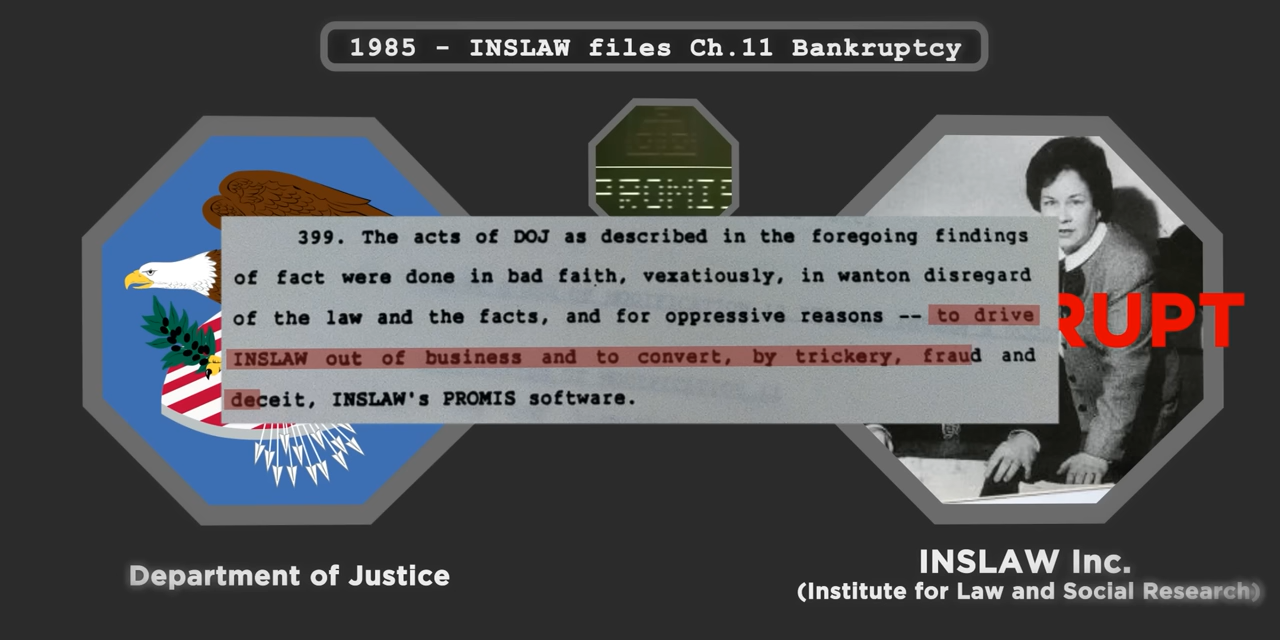 1985 - INSLAW files Ch.11 Bankruptcy
PROMIS
399. The acts of DOJ as described in the foregoing findings
of fact were done in bad faith, vexatiously, in wanton disregard
of the law and the facts, and for oppressive reasons -- to drive
INSLAW out of business and to convert, by trickery, fraud and
deceit, INSLAW's PROMIS software.
RUPT
Department of Justice
INSLAW Inc.
(Institute for Law and Social Research)